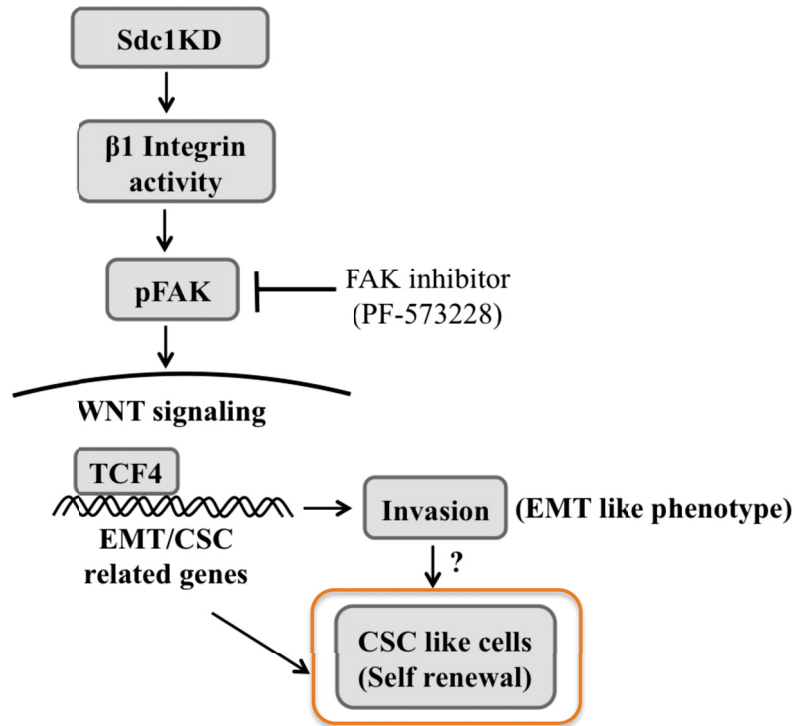 Sdc1KD
β1 Integrin
activity
pFAK
FAK inhibitor
(PF-573228)
WNT signaling
TCF4
EMT/CSC
related genes
Invasion
(EMT like phenotype)
?
CSC like cells
(Self renewal)